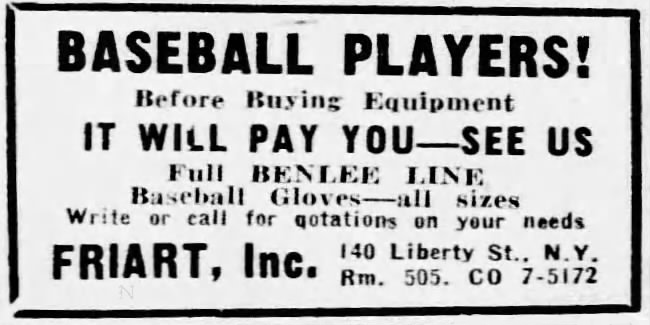 BASEBALL PLAYERS!
Before Buying Equipment
IT WILL PAY YOU—SEE US
Full BENLEE LINE
Baseball Gloves—all sizes
Write or call for qotations on your needs
FRIART, Inc. 140 Liberty St., N.Y.
Rm. 505. CO 7-5172